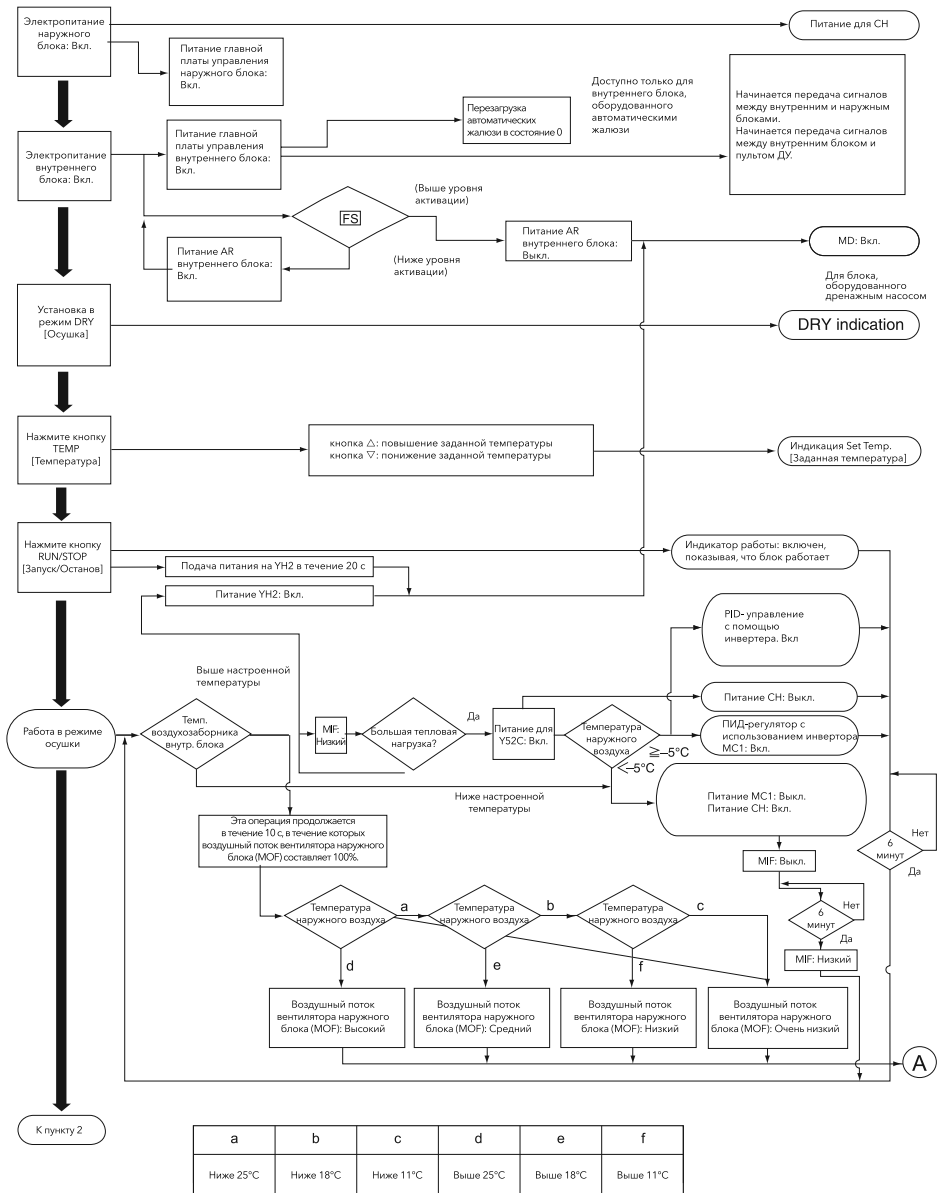 Электропитание
наружного
блока: Вкл.
Питание для CH
Питание главной
платы управления
наружного блока:
Вкл.
Доступно только для
внутреннего блока,
оборудованного
автоматическими
жалюзи
Перезагрузка
автоматических
жалюзи в состояние 0
Начинается передача сигналов
между внутренним и наружным
блоками.
Начинается передача сигналов
между внутренним блоком и
пультом ДУ.
Электропитание
внутреннего
блока: Вкл.
Питание главной
платы управления
внутреннего блока:
Вкл.
(Выше уровня
активации)
FS
(Ниже уровня
активации)
Питание AR
внутреннего блока:
Вкл.
Питание AR
внутреннего блока:
Выкл.
MD: Вкл.
Для блока,
оборудованного
дренажным насосом
Установка в
режим DRY
[Осушка]
DRY indication
Нажмите кнопку
TEMP
[Температура]
кнопка △: повышение заданной температуры
кнопка ▽: понижение заданной температуры
Индикация Set Temp.
[Заданная температура]
Нажмите кнопку
RUN/STOP
[Запуск/Останов]
Индикатор работы: включен,
показывая, что блок работает
Подача питания на YH2 в течение 20 с
Питание YH2: Вкл.
PID- управление
с помощью
инвертера. Вкл
Выше настроенной
температуры
Питание CH: Выкл.
Работа в режиме
осушки
Темп.
воздухозаборника
внутр. блока
MIF:
Низкий
Большая тепловая
нагрузка?
Да
Питание для
Y52C: Вкл.
Температура
наружного
воздуха
≧–5°C
<–5°C
ПИД-регулятор с
использованием инвертора
MC1: Вкл.
Ниже настроенной
температуры
Питание MC1: Выкл.
Питание CH: Вкл.
Эта операция продолжается
в течение 10 с, в течение которых
воздушный поток вентилятора наружного
блока (MOF) составляет 100%.
MIF: Выкл.
6
минут
Нет
Да
6
минут
Нет
Да
MIF: Низкий
Температура
наружного воздуха
a
Температура
наружного воздуха
b
Температура
наружного воздуха
c
d
e
f
Воздушный поток
вентилятора наружного
блока (MOF): Высокий
Воздушный поток
вентилятора наружного
блока (MOF): Средний
Воздушный поток
вентилятора наружного
блока (MOF): Низкий
Воздушный поток
вентилятора наружного
блока (MOF): Очень низкий
A
К пункту 2
a b c d e f
Ниже 25°C Ниже 18°C Ниже 11°C Выше 25°C Выше 18°C Выше 11°C